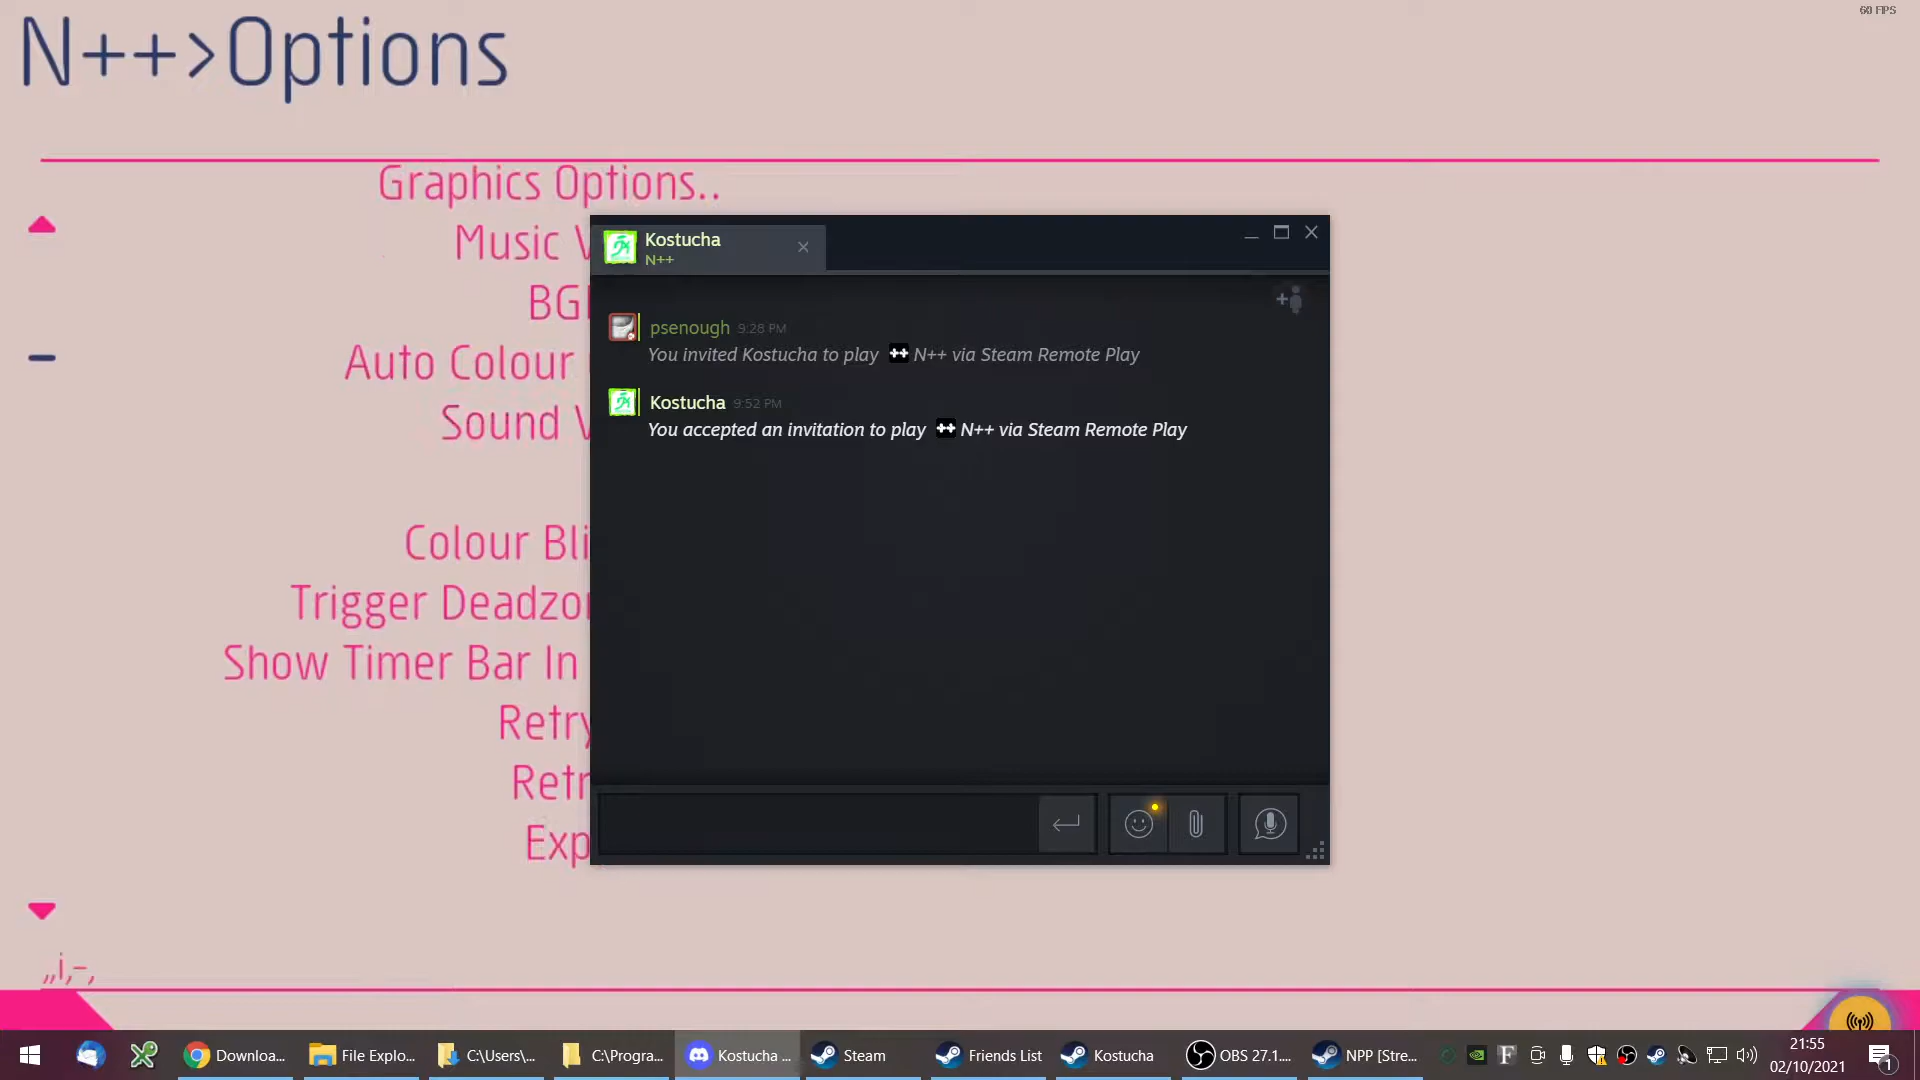 60 FPS
N++>Options
Graphics Options..
Music V
BG
Auto Colour
Sound V
Colour Bli
Trigger Deadzo
Show Timer Bar In
Retry
Retr
Exp
Kostucha
N++
psenough 9:28 PM
You invited Kostucha to play N++ via Steam Remote Play
Kostucha 9:52 PM
You accepted an invitation to play N++ via Steam Remote Play
Downloa...
File Explo...
C:\Users\...
C:\Progra...
Kostucha ...
Steam
Friends List
Kostucha
OBS 27.1....
NPP [Stre...
21:55
02/10/2021
1